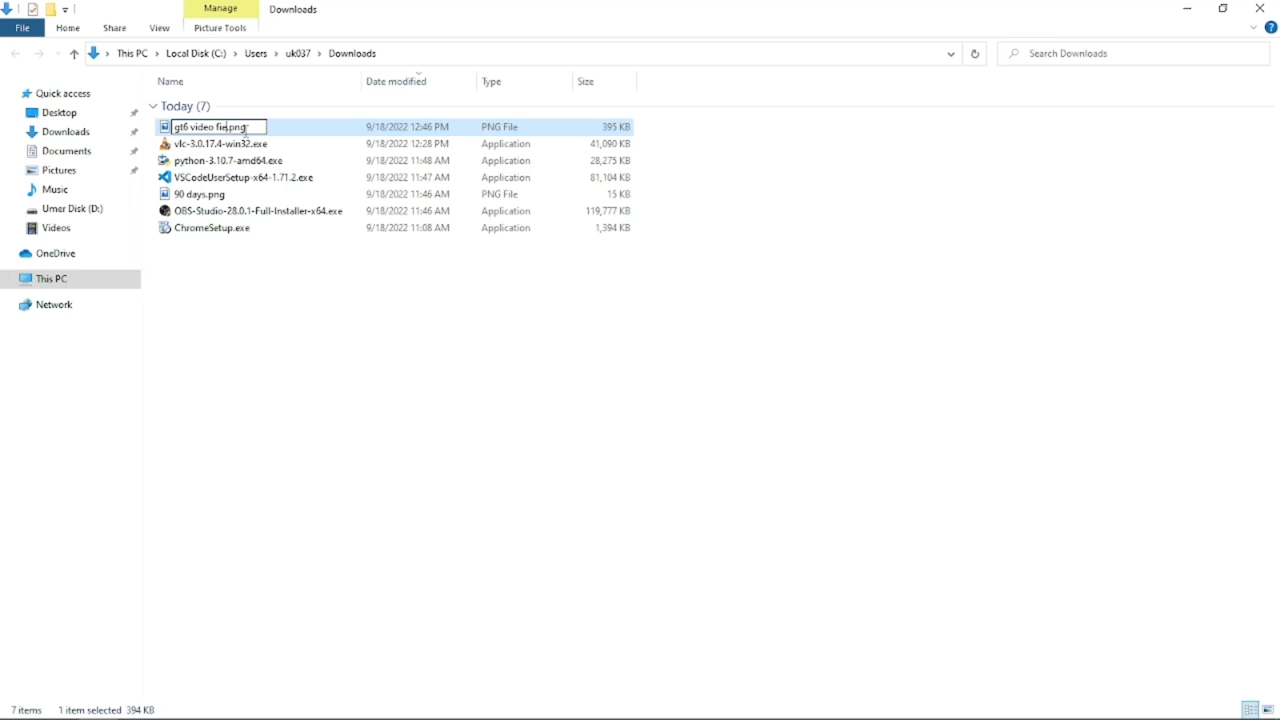 Manage
Downloads
File
Home
Share
View
Picture Tools
This PC
Local Disk (C:)
Users
uk037
Downloads
Search Downloads
Name
Date modified
Type
Size
Quick access
Desktop
Downloads
Documents
Pictures
Music
Umer Disk (D:)
Videos
OneDrive
This PC
Network
Today (7)
gt6 video fie.png 9/18/2022 12:46 PM PNG File 395 KB
vlc-3.0.17.4-win32.exe 9/18/2022 12:28 PM Application 41,090 KB
python-3.10.7-amd64.exe 9/18/2022 11:48 AM Application 28,275 KB
VSCodeUserSetup-x64-1.71.2.exe 9/18/2022 11:47 AM Application 81,104 KB
90 days.png 9/18/2022 11:46 AM PNG File 15 KB
OBS-Studio-28.0.1-Full-Installer-x64.exe 9/18/2022 11:46 AM Application 119,777 KB
ChromeSetup.exe 9/18/2022 11:08 AM Application 1,394 KB
7 items 1 item selected 394 KB